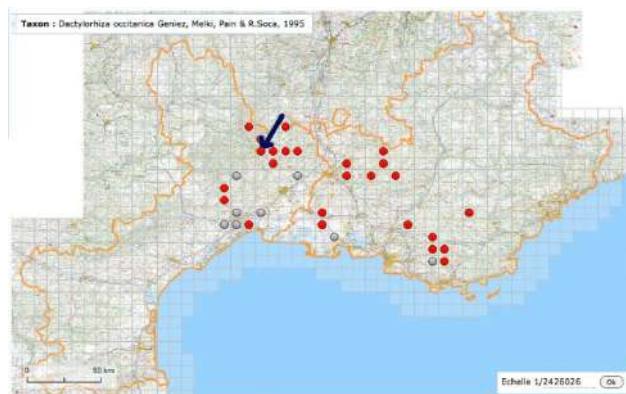 Taxon : Dactylorhiza occitanica Geniez, Melki, Pain & R.Soca, 1995
0 50 km
Echelle 1/2426026 Ok